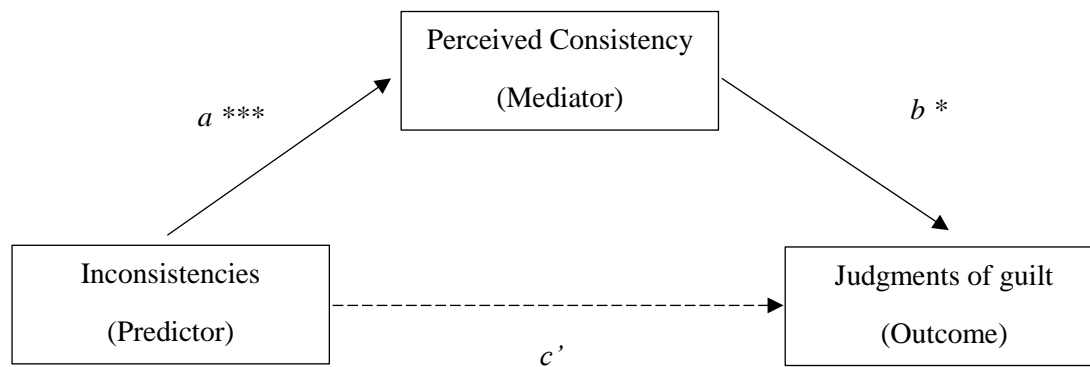 Perceived Consistency
(Mediator)
a ***
b *
Inconsistencies
(Predictor)
Judgments of guilt
(Outcome)
c’